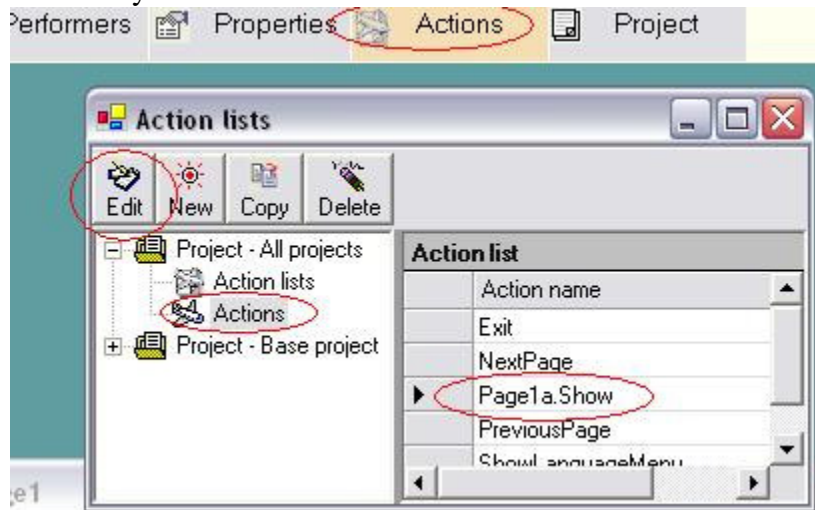 Performers Properties Actions Project
Action lists
Edit New Copy Delete
Project - All projects
Action lists
Actions
Project - Base project
Action list
Action name
Exit
NextPage
Page1a.Show
PreviousPage
ShowLanguageMenu